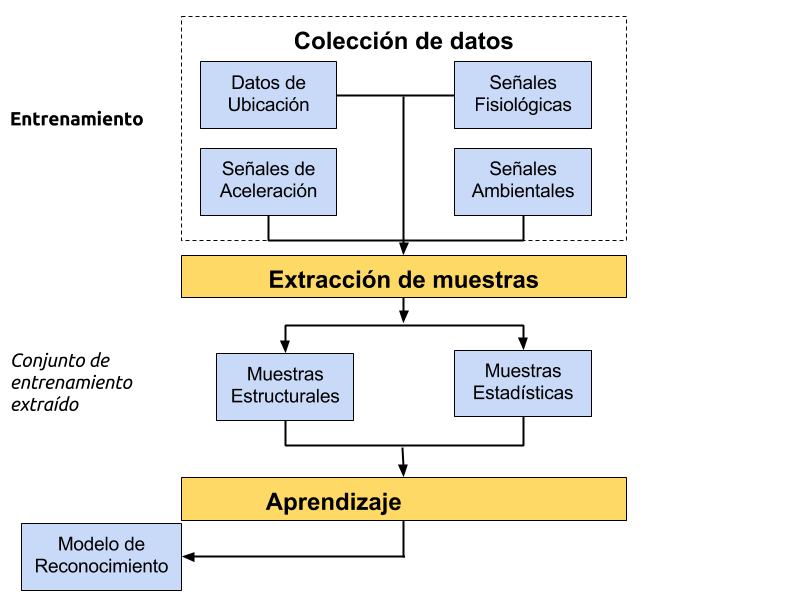 Colección de datos
Datos de
Ubicación
Señales
Fisiológicas
Entrenamiento
Señales de
Aceleración
Señales
Ambientales
Extracción de muestras
Conjunto de
entrenamiento
extraído
Muestras
Estructurales
Muestras
Estadísticas
Aprendizaje
Modelo de
Reconocimiento